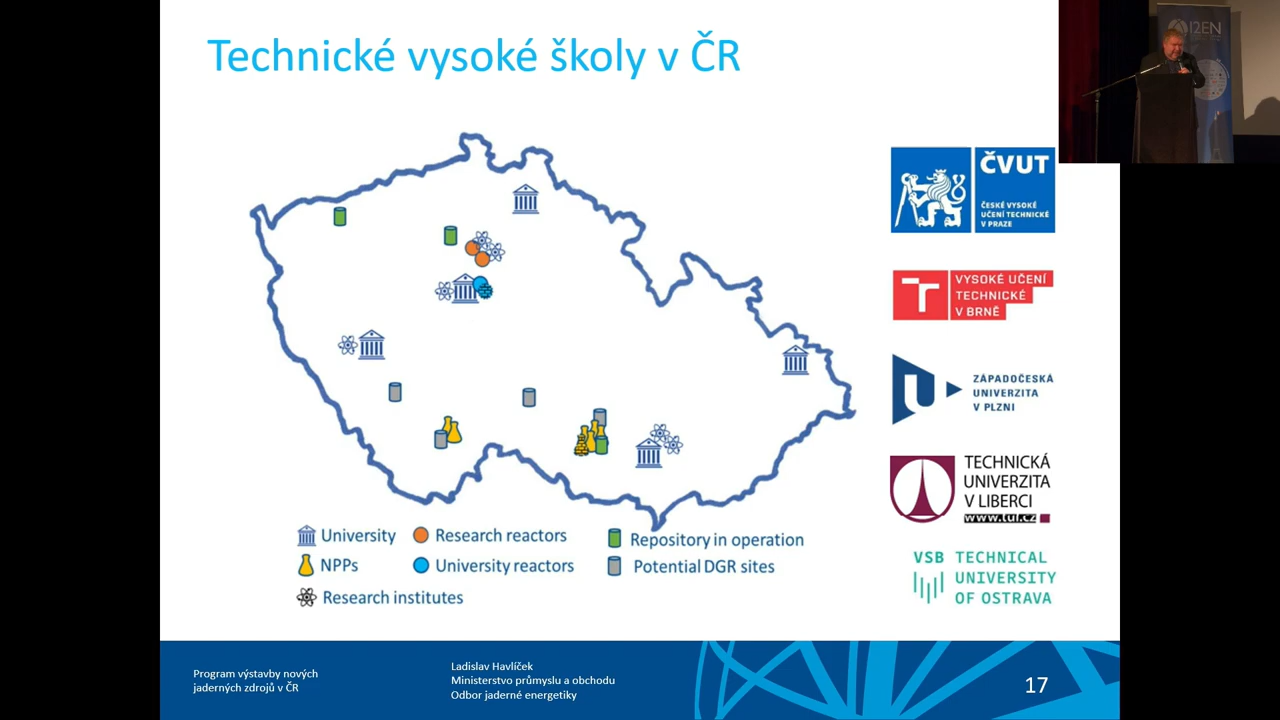 Technické vysoké školy v ČR
I2EN
ČVUT
ČESKÉ VYSOKÉ
UČENÍ TECHNICKÉ
V PRAZE
VYSOKÉ UČENÍ
TECHNICKÉ
V BRNĚ
ZÁPADOČESKÁ
UNIVERZITA
V PLZNI
TECHNICKÁ
UNIVERZITA
V LIBERCI
www.tul.cz
VSB TECHNICAL
UNIVERSITY
OF OSTRAVA
University
Research reactors
Repository in operation
NPPs
University reactors
Potential DGR sites
Research institutes
Program výstavby nových
jaderných zdrojů v ČR
Ladislav Havlíček
Ministerstvo průmyslu a obchodu
Odbor jaderné energetiky
17